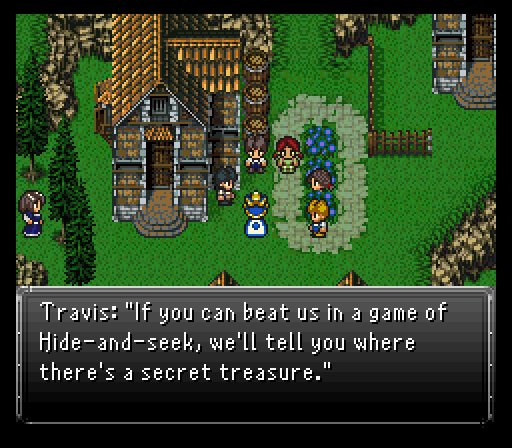 Travis: "If you can beat us in a game of
Hide-and-seek, we'll tell you where
there's a secret treasure."